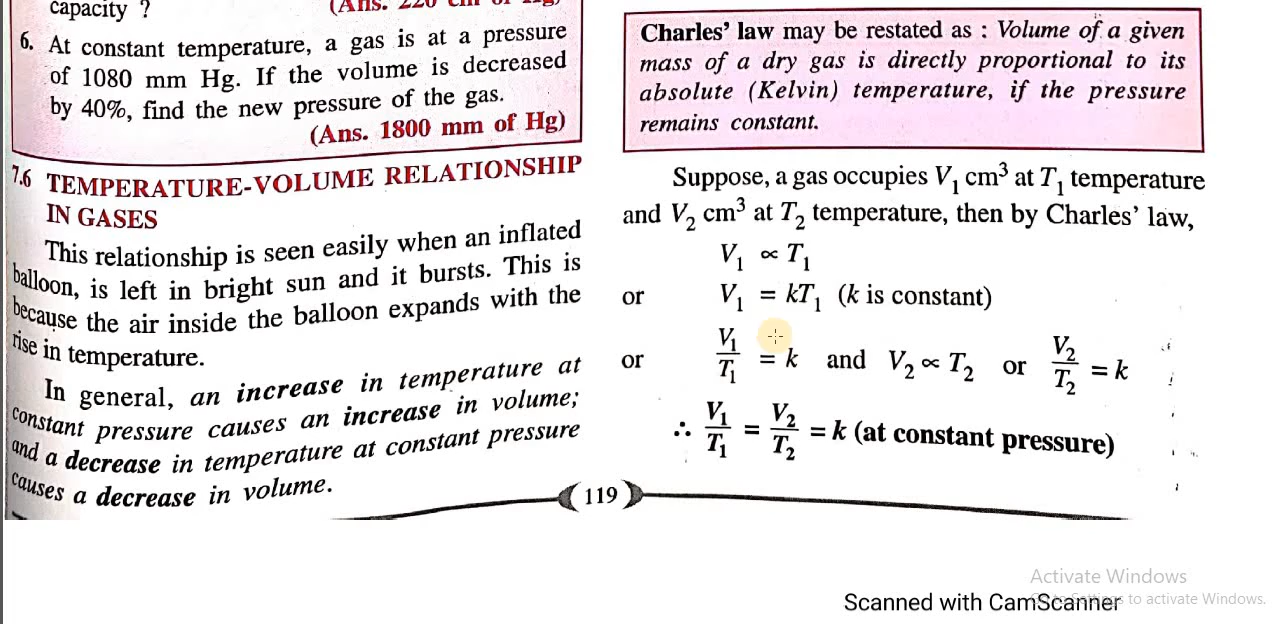 capacity ?
6. At constant temperature, a gas is at a pressure
of 1080 mm Hg. If the volume is decreased
by 40%, find the new pressure of the gas.
(Ans. 1800 mm of Hg)
7.6 TEMPERATURE-VOLUME RELATIONSHIP
IN GASES
This relationship is seen easily when an inflated
balloon, is left in bright sun and it bursts. This is
because the air inside the balloon expands with the
rise in temperature.
In general, an increase in temperature at
constant pressure causes an increase in volume;
and a decrease in temperature at constant pressure
causes a decrease in volume.
Charles' law may be restated as : Volume of a given
mass of a dry gas is directly proportional to its
absolute (Kelvin) temperature, if the pressure
remains constant.
Suppose, a gas occupies V₁ cm³ at T₁ temperature
and V₂ cm³ at T₂ temperature, then by Charles' law,
V₁ ∝ T₁
or V₁ = kT₁ (k is constant)
or V₁/T₁ = k and V₂ ∝ T₂ or V₂/T₂ = k
∴ V₁/T₁ = V₂/T₂ = k (at constant pressure)
119
Activate Windows
Scanned with CamScanner to activate Windows.